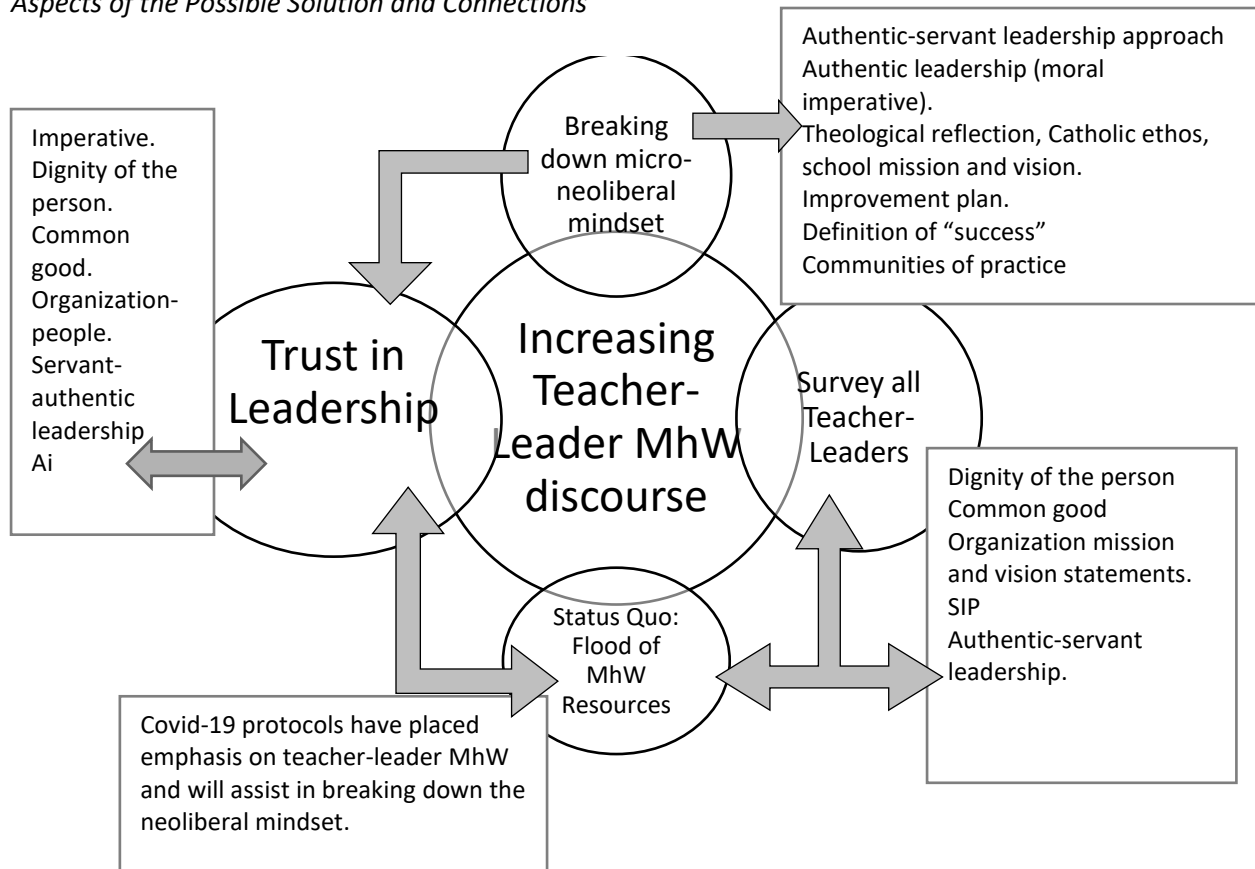 Aspects of the Possible Solution and Connections
Authentic-servant leadership approach
Authentic leadership (moral
imperative).
Theological reflection, Catholic ethos,
school mission and vision.
Improvement plan.
Definition of “success”
Communities of practice
Breaking
down micro-
neoliberal
mindset
Imperative.
Dignity of the
person.
Common
good.
Organization-
people.
Servant-
authentic
leadership
Ai
Trust in
Leadership
Increasing
Teacher-
Leader MhW
discourse
Survey all
Teacher-
Leaders
Dignity of the person
Common good
Organization mission
and vision statements.
SIP
Authentic-servant
leadership.
Status Quo:
Flood of
MhW
Resources
Covid-19 protocols have placed
emphasis on teacher-leader MhW
and will assist in breaking down the
neoliberal mindset.